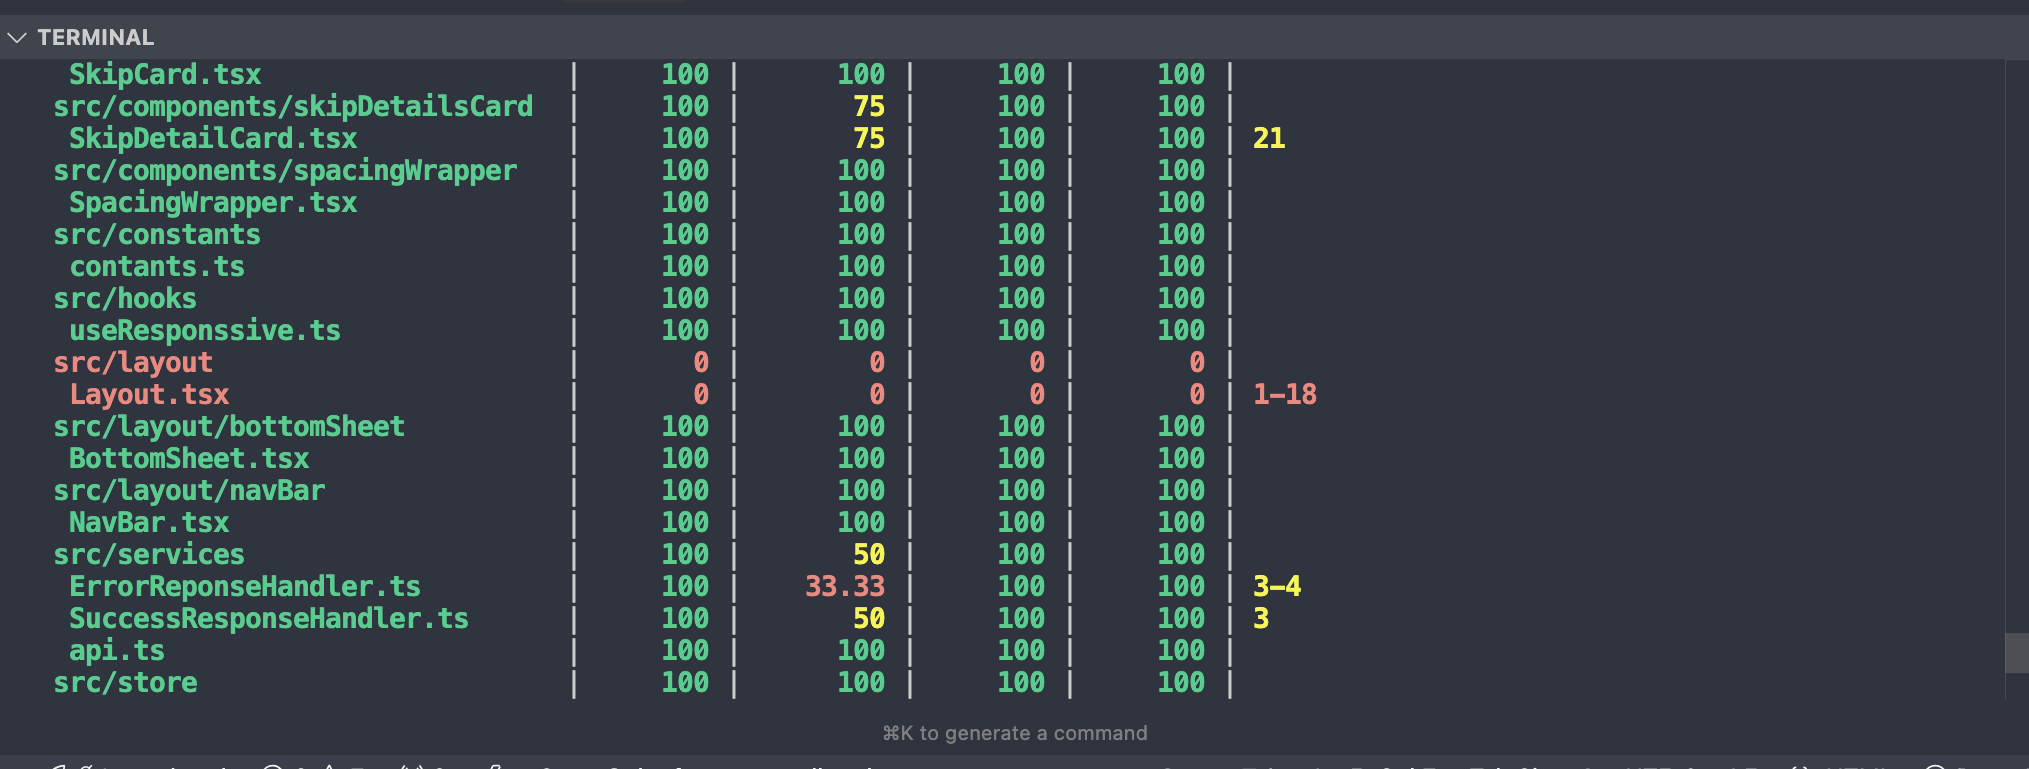 TERMINAL
SkipCard.tsx | 100 | 100 | 100 | 100 |
src/components/skipDetailsCard | 100 | 75 | 100 | 100 |
SkipDetailCard.tsx | 100 | 75 | 100 | 100 | 21
src/components/spacingWrapper | 100 | 100 | 100 | 100 |
SpacingWrapper.tsx | 100 | 100 | 100 | 100 |
src/constants | 100 | 100 | 100 | 100 |
contants.ts | 100 | 100 | 100 | 100 |
src/hooks | 100 | 100 | 100 | 100 |
useResponssive.ts | 100 | 100 | 100 | 100 |
src/layout | 0 | 0 | 0 | 0 |
Layout.tsx | 0 | 0 | 0 | 0 | 1-18
src/layout/bottomSheet | 100 | 100 | 100 | 100 |
BottomSheet.tsx | 100 | 100 | 100 | 100 |
src/layout/navBar | 100 | 100 | 100 | 100 |
NavBar.tsx | 100 | 100 | 100 | 100 |
src/services | 100 | 50 | 100 | 100 |
ErrorReponseHandler.ts | 100 | 33.33 | 100 | 100 | 3-4
SuccessResponseHandler.ts | 100 | 50 | 100 | 100 | 3
api.ts | 100 | 100 | 100 | 100 |
src/store | 100 | 100 | 100 | 100 |
⌘K to generate a command